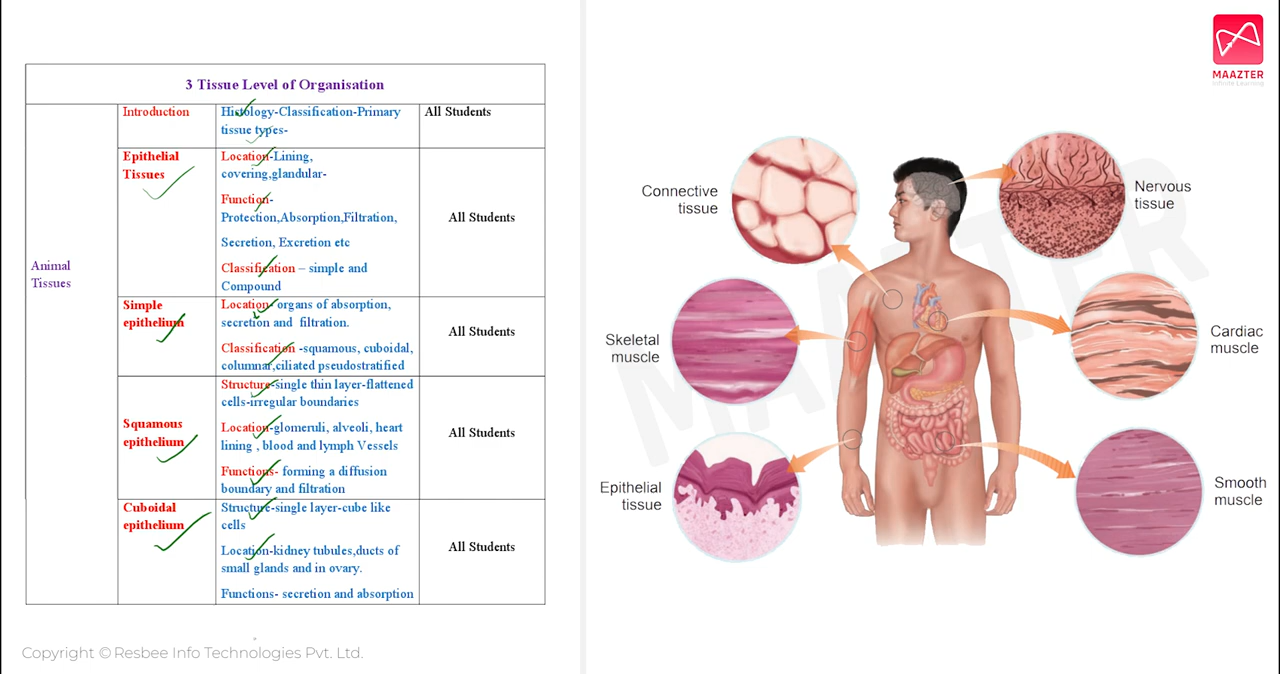 3 Tissue Level of Organisation
Animal
Tissues
Introduction
Histology-Classification-Primary
tissue types-
All Students
Epithelial
Tissues
Location-Lining,
covering,glandular-
Function-
Protection,Absorption,Filtration,
Secretion, Excretion etc
Classification – simple and
Compound
All Students
Simple
epithelium
Location- organs of absorption,
secretion and filtration.
Classification -squamous, cuboidal,
columnar,ciliated pseudostratified
All Students
Squamous
epithelium
Structure-single thin layer-flattened
cells-irregular boundaries
Location-glomeruli, alveoli, heart
lining , blood and lymph Vessels
Functions- forming a diffusion
boundary and filtration
All Students
Cuboidal
epithelium
Structure-single layer-cube like
cells
Location-kidney tubules,ducts of
small glands and in ovary.
Functions- secretion and absorption
All Students
Copyright © Resbee Info Technologies Pvt. Ltd.
MAAZTER
Infinite Learning
MAAZTER
Connective
tissue
Nervous
tissue
Skeletal
muscle
Cardiac
muscle
Epithelial
tissue
Smooth
muscle